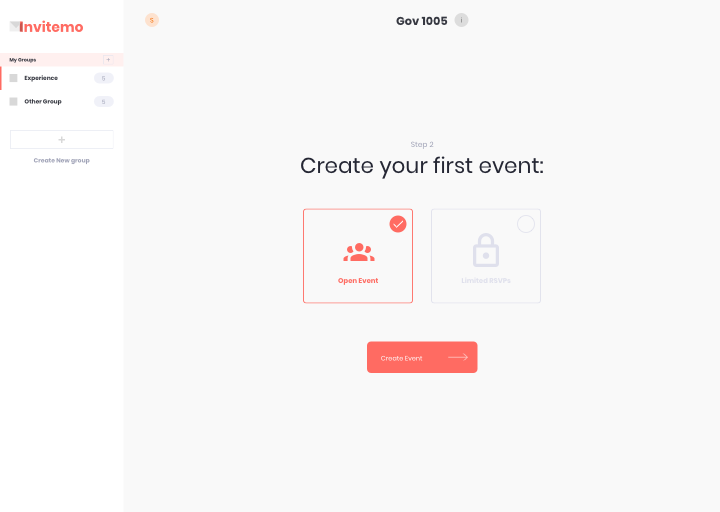 Invitemo
My Groups
+
Experience
5
Other Group
5
+
Create New group
S
Gov 1005
i
Step 2
Create your first event:
Open Event
Limited RSVPs
Create Event